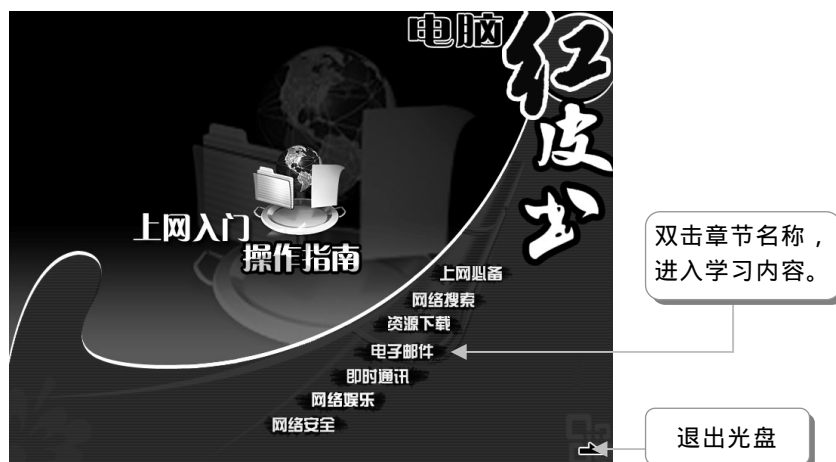 电脑
红皮书
上网入门
操作指南
上网必备
网络搜索
资源下载
电子邮件
即时通讯
网络娱乐
网络安全
双击章节名称，
进入学习内容。
退出光盘